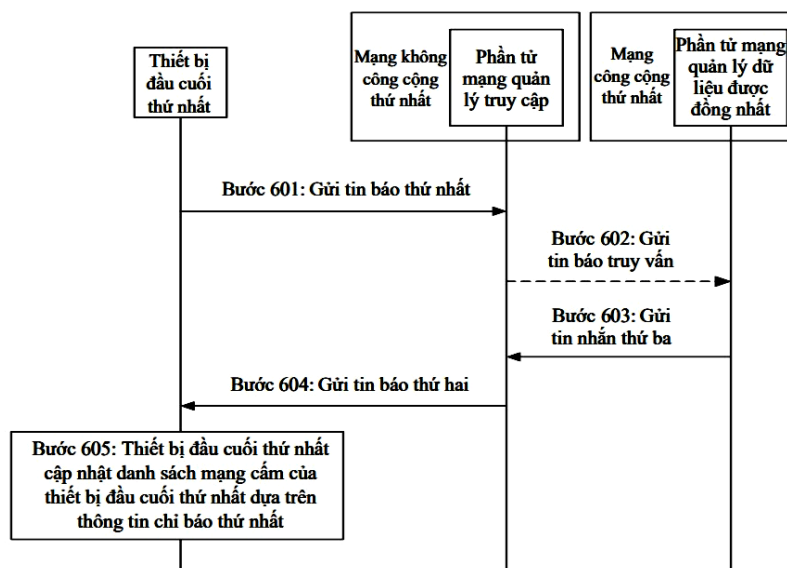 Thiết bị
đầu cuối
thứ nhất
Mạng không
công cộng
thứ nhất
Phần tử
mạng quản
lý truy cập
Mạng
công cộng
thứ nhất
Phần tử mạng
quản lý dữ
liệu được
đồng nhất
Bước 601: Gửi tin báo thứ nhất
Bước 602: Gửi
tin báo truy vấn
Bước 603: Gửi
tin nhắn thứ ba
Bước 604: Gửi tin báo thứ hai
Bước 605: Thiết bị đầu cuối thứ nhất
cập nhật danh sách mạng cấm của
thiết bị đầu cuối thứ nhất dựa trên
thông tin chỉ báo thứ nhất